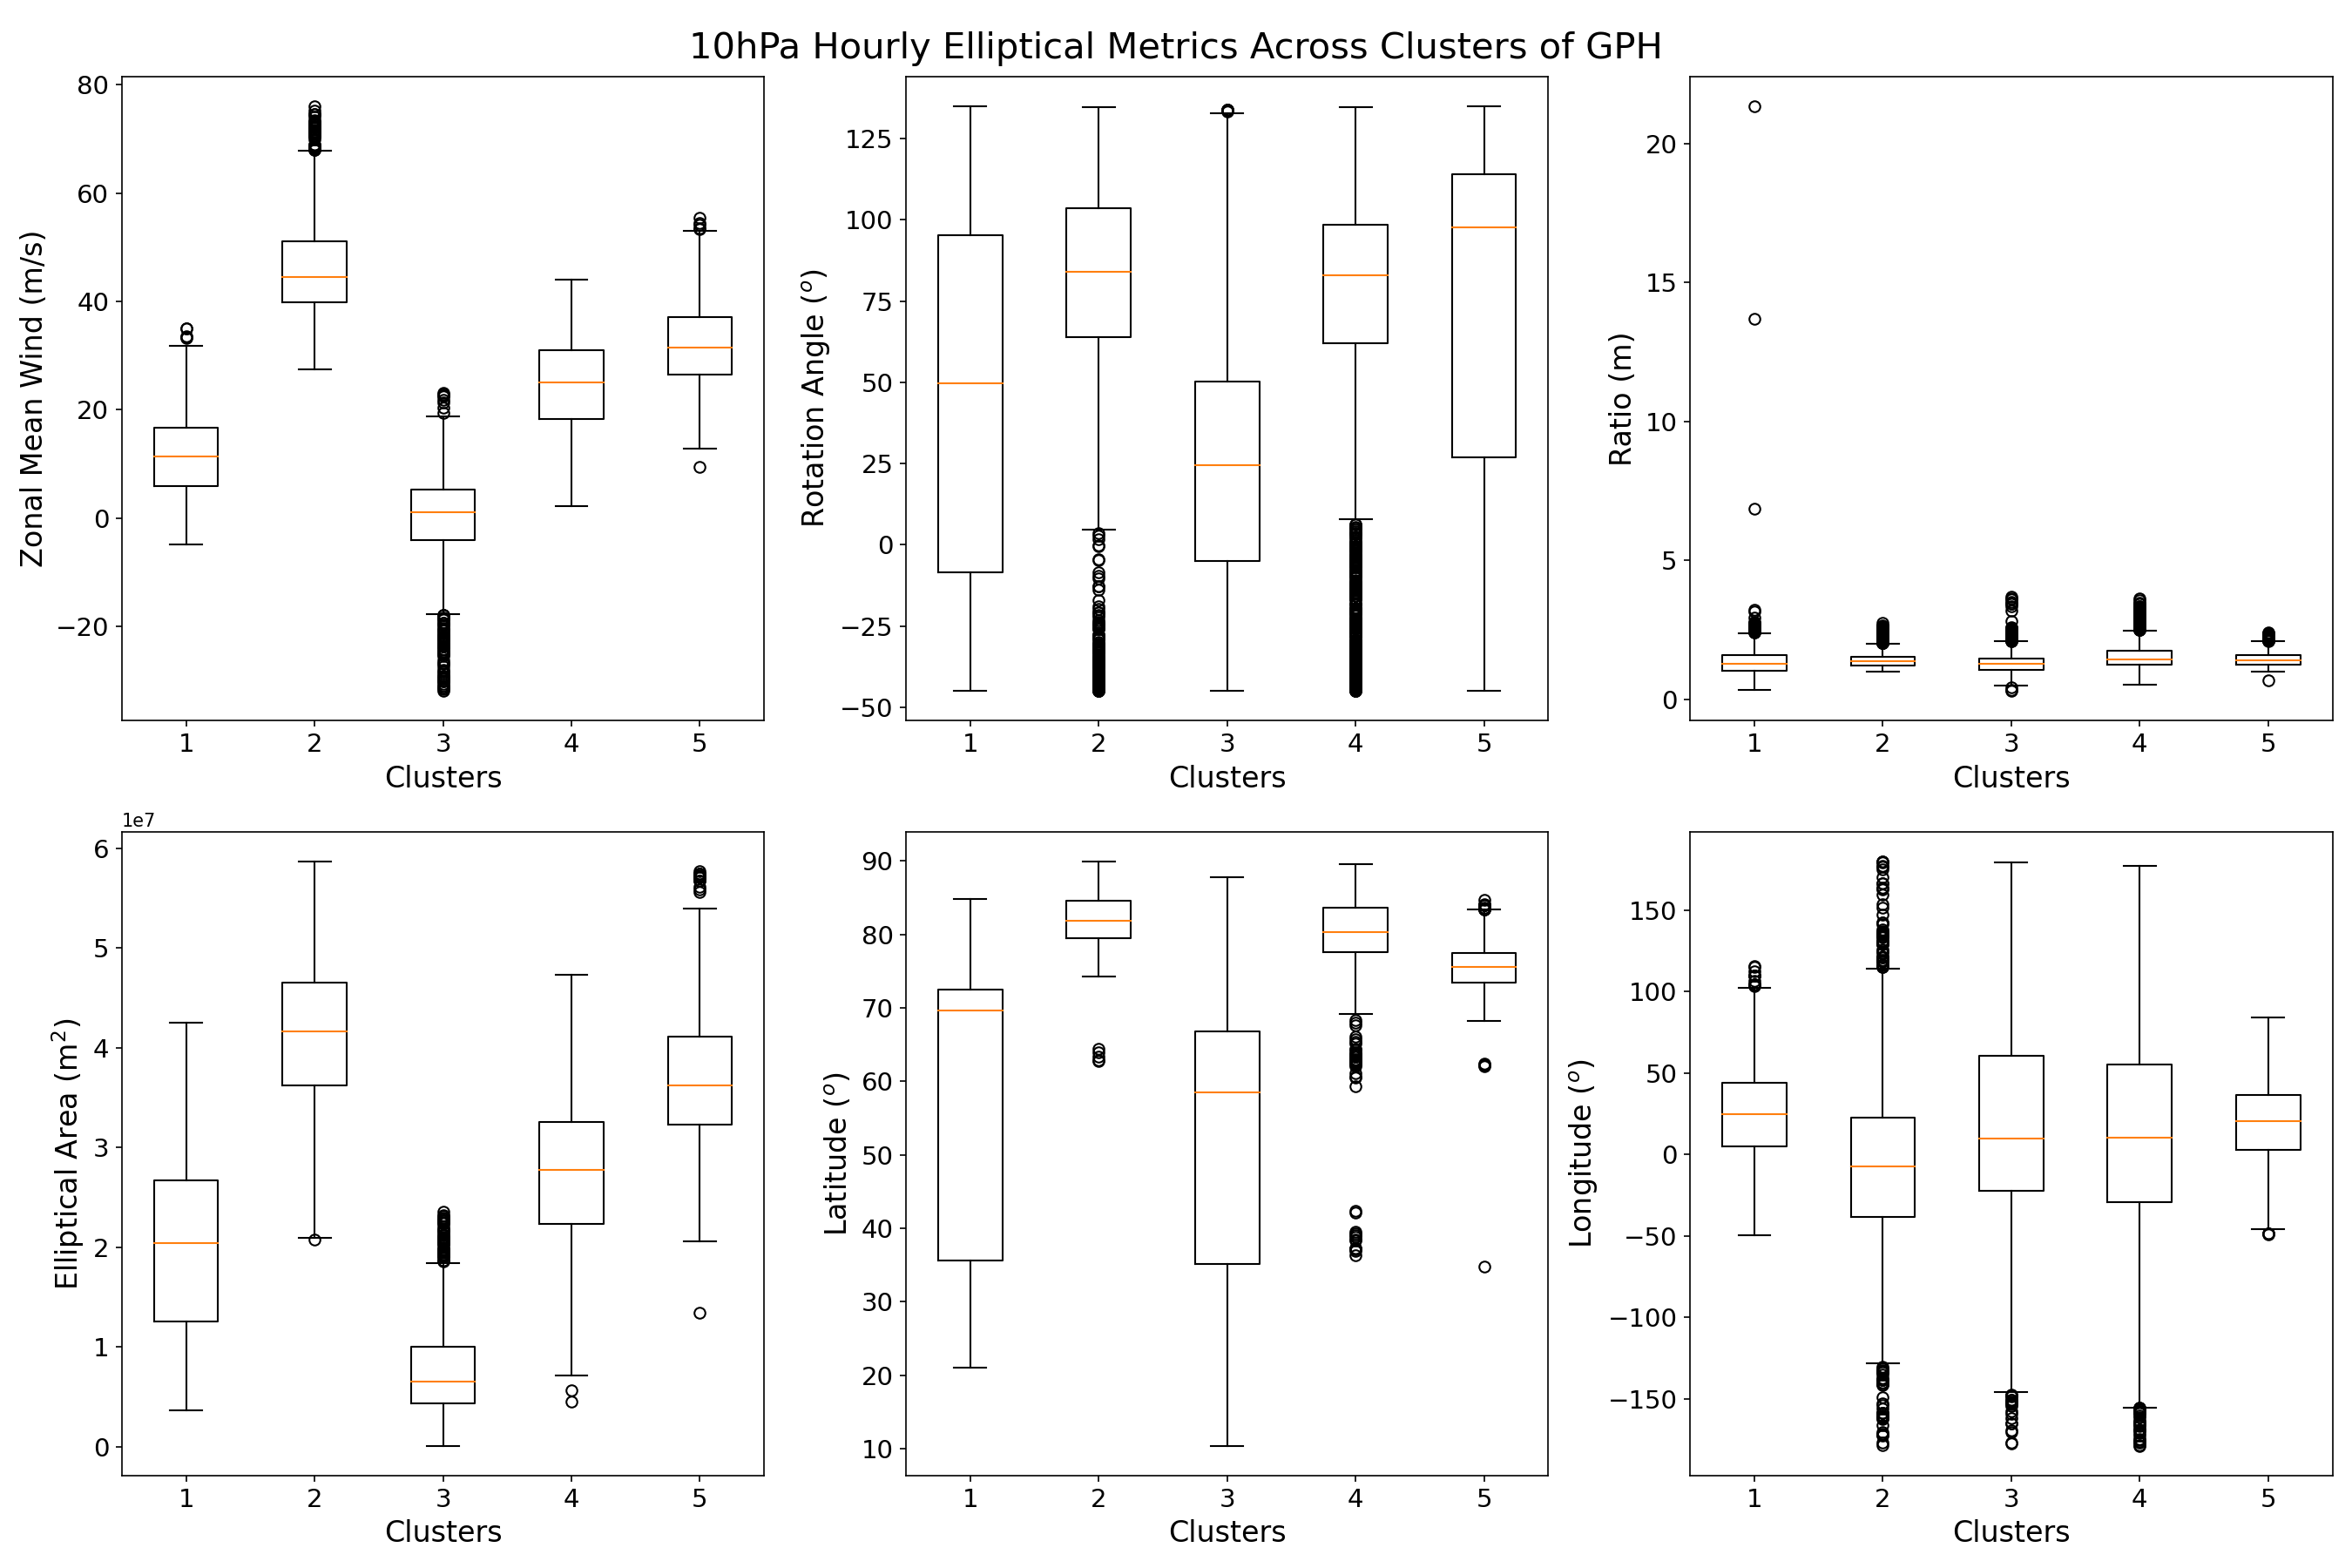 10hPa Hourly Elliptical Metrics Across Clusters of GPH
Zonal Mean Wind (m/s)
80
60
40
20
0
−20
1 2 3 4 5
Clusters
Rotation Angle (°)
125
100
75
50
25
0
−25
−50
1 2 3 4 5
Clusters
Ratio (m)
20
15
10
5
0
1 2 3 4 5
Clusters
1e7
Elliptical Area (m²)
6
5
4
3
2
1
0
1 2 3 4 5
Clusters
Latitude (°)
90
80
70
60
50
40
30
20
10
1 2 3 4 5
Clusters
Longitude (°)
150
100
50
0
−50
−100
−150
1 2 3 4 5
Clusters